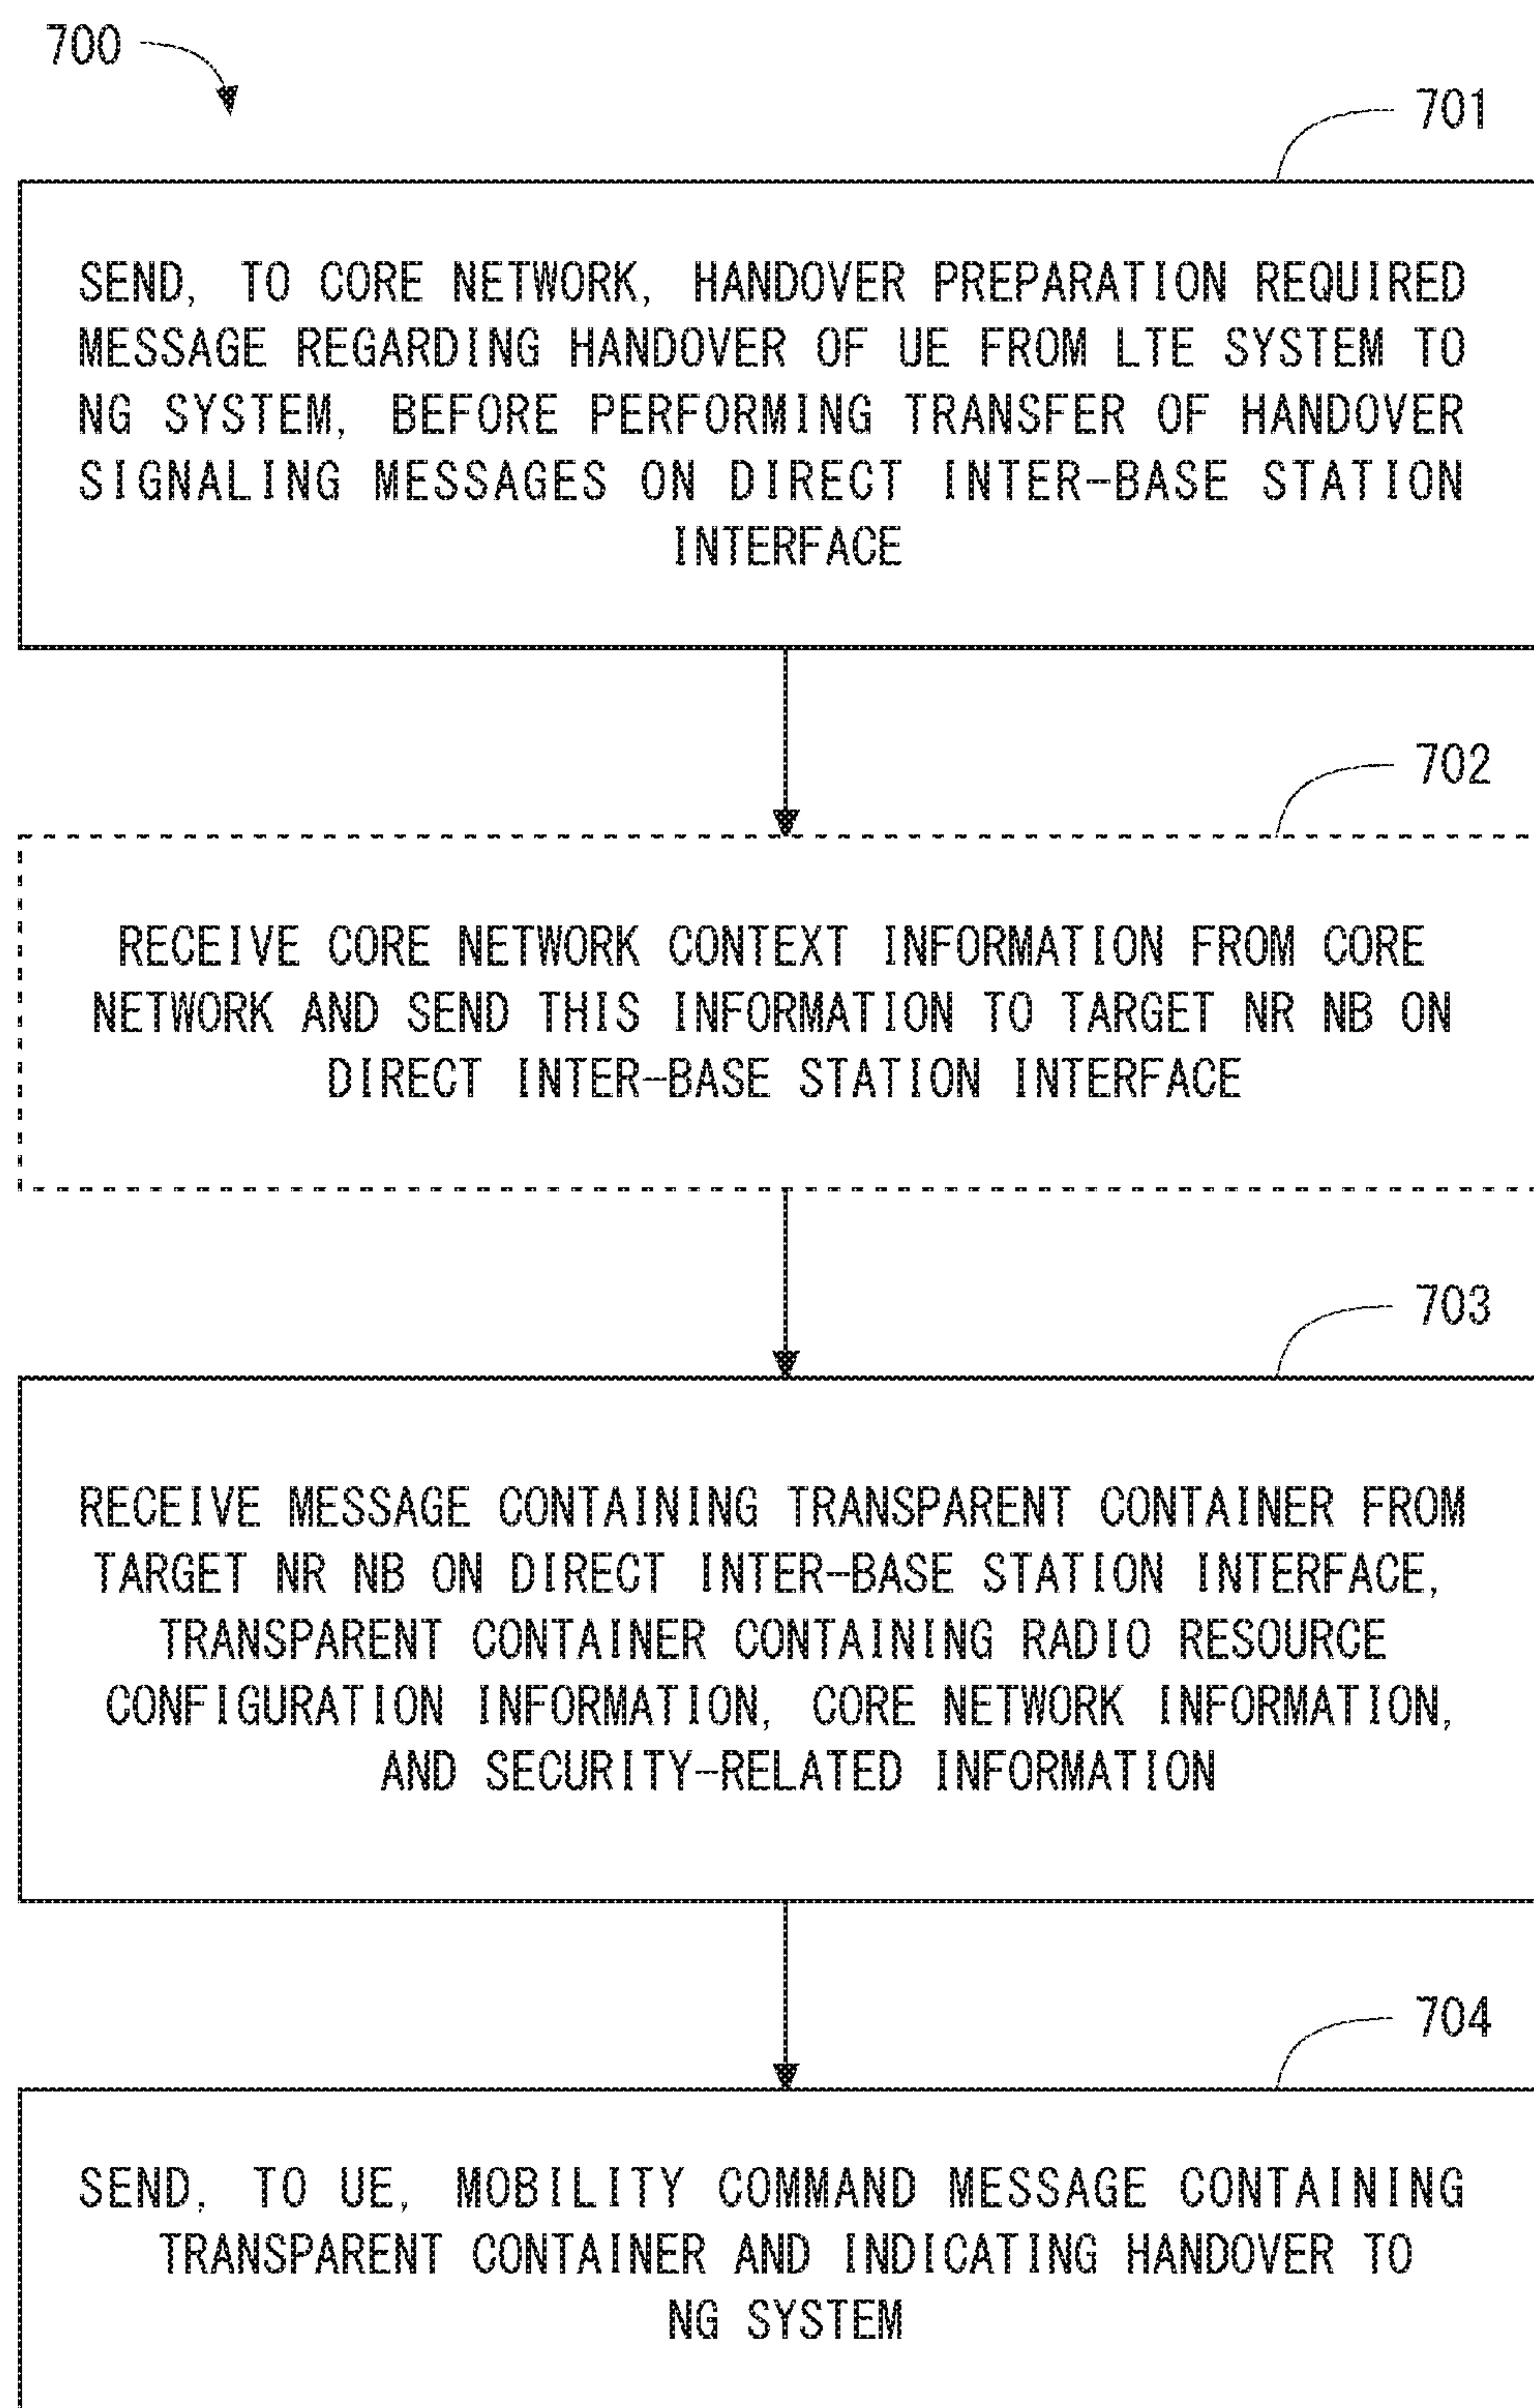 700
701
SEND, TO CORE NETWORK, HANDOVER PREPARATION REQUIRED
MESSAGE REGARDING HANDOVER OF UE FROM LTE SYSTEM TO
NG SYSTEM, BEFORE PERFORMING TRANSFER OF HANDOVER
SIGNALING MESSAGES ON DIRECT INTER-BASE STATION
INTERFACE
702
RECEIVE CORE NETWORK CONTEXT INFORMATION FROM CORE
NETWORK AND SEND THIS INFORMATION TO TARGET NR NB ON
DIRECT INTER-BASE STATION INTERFACE
703
RECEIVE MESSAGE CONTAINING TRANSPARENT CONTAINER FROM
TARGET NR NB ON DIRECT INTER-BASE STATION INTERFACE,
TRANSPARENT CONTAINER CONTAINING RADIO RESOURCE
CONFIGURATION INFORMATION, CORE NETWORK INFORMATION,
AND SECURITY-RELATED INFORMATION
704
SEND, TO UE, MOBILITY COMMAND MESSAGE CONTAINING
TRANSPARENT CONTAINER AND INDICATING HANDOVER TO
NG SYSTEM